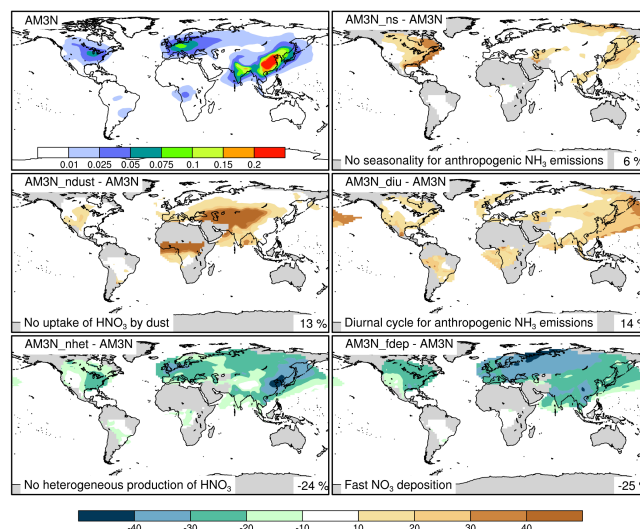 AM3N
0.01 0.025 0.05 0.075 0.1 0.15 0.2
AM3N_ns - AM3N
No seasonality for anthropogenic NH₃ emissions 6 %
AM3N_ndust - AM3N
No uptake of HNO₃ by dust 13 %
AM3N_diu - AM3N
Diurnal cycle for anthropogenic NH₃ emissions 14 %
AM3N_nhet - AM3N
No heterogeneous production of HNO₃ -24 %
AM3N_fdep - AM3N
Fast NO₃ deposition -25 %
-40 -30 -20 -10 10 20 30 40